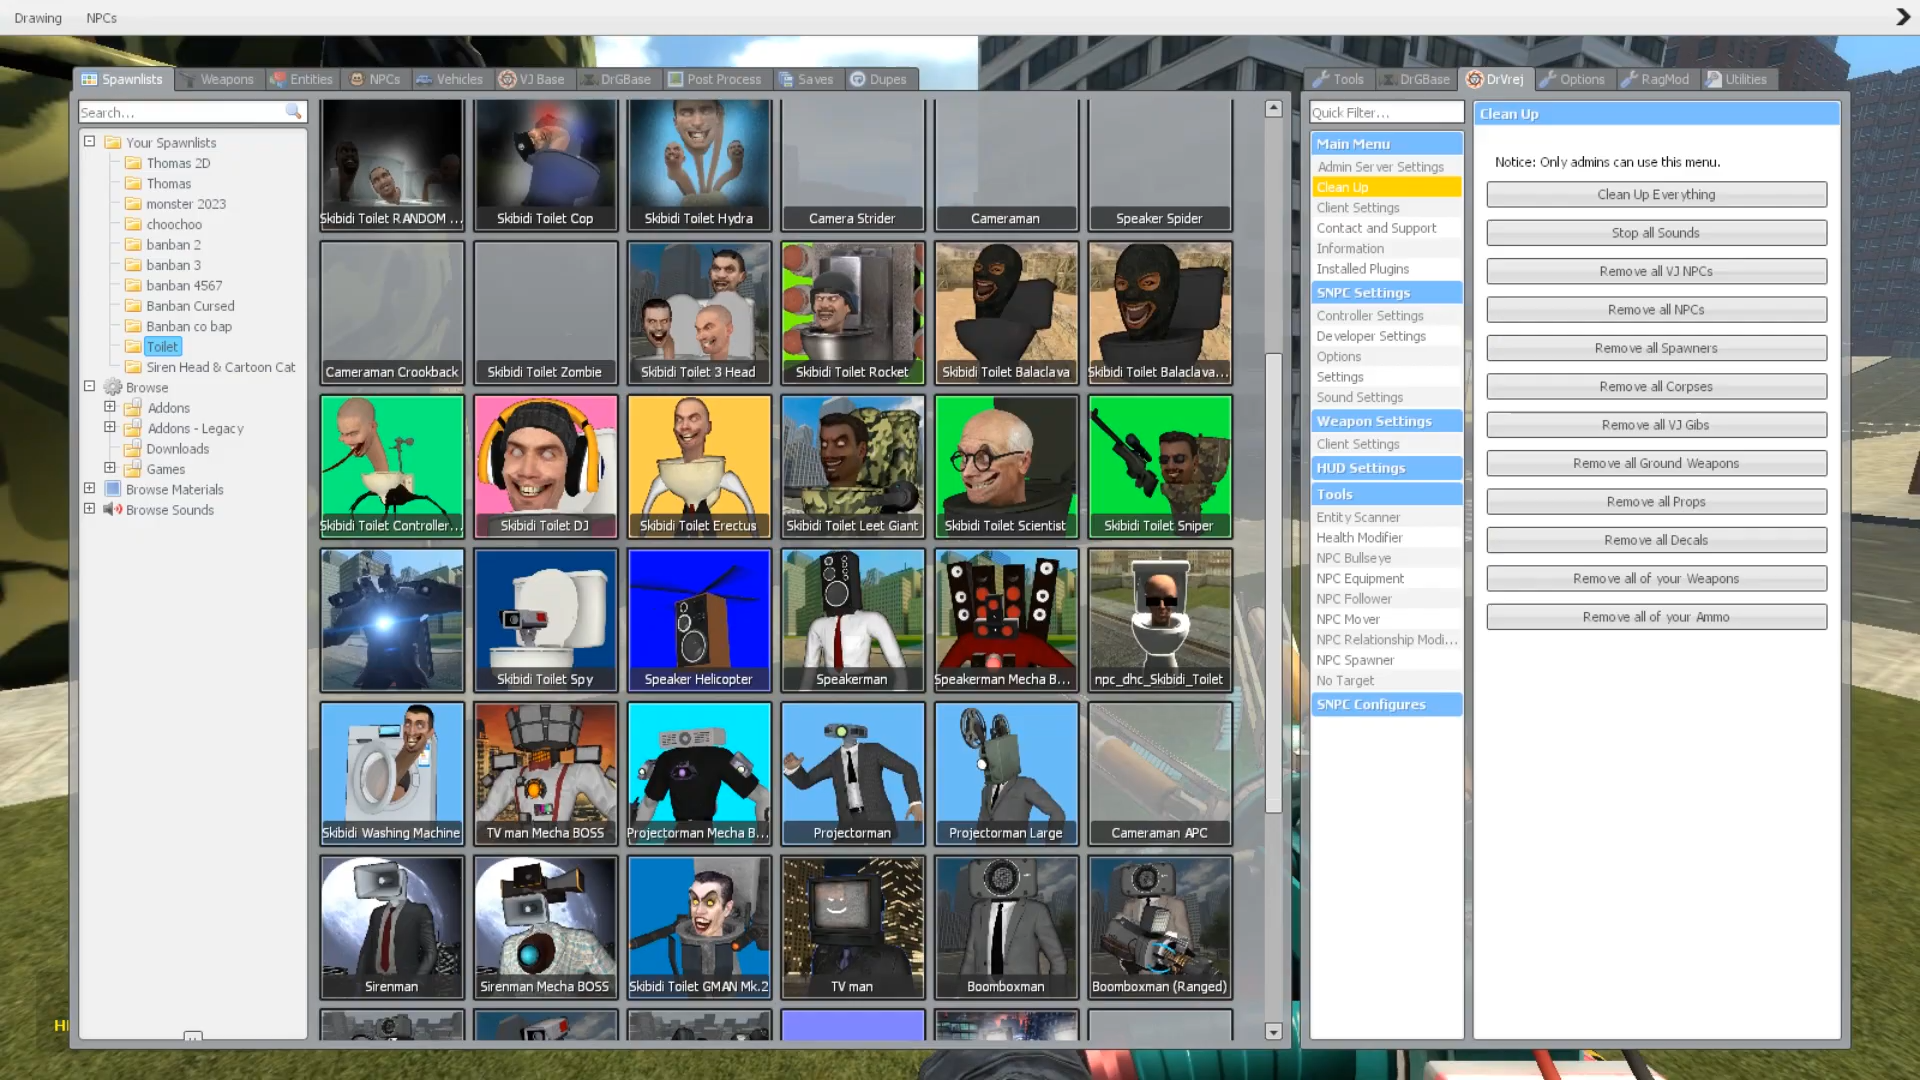 Drawing NPCs
Spawnlists Weapons Entities NPCs Vehicles VJ Base DrGBase Post Process Saves Dupes
Search...
Your Spawnlists
Thomas 2D
Thomas
monster 2023
choochoo
banban 2
banban 3
banban 4567
Banban Cursed
Banban co bap
Toilet
Siren Head & Cartoon Cat
Browse
Addons
Addons - Legacy
Downloads
Games
Browse Materials
Browse Sounds
Skibidi Toilet RANDOM ... Skibidi Toilet Cop Skibidi Toilet Hydra Camera Strider Cameraman Speaker Spider
Cameraman Crookback Skibidi Toilet Zombie Skibidi Toilet 3 Head Skibidi Toilet Rocket Skibidi Toilet Balaclava Skibidi Toilet Balaclava...
Skibidi Toilet Controller... Skibidi Toilet DJ Skibidi Toilet Erectus Skibidi Toilet Leet Giant Skibidi Toilet Scientist Skibidi Toilet Sniper
Skibidi Toilet Spy Speaker Helicopter Speakerman Speakerman Mecha B... npc_dhc_Skibidi_Toilet
Skibidi Washing Machine TV man Mecha BOSS Projectorman Mecha B... Projectorman Projectorman Large Cameraman APC
Sirenman Sirenman Mecha BOSS Skibidi Toilet GMAN Mk.2 TV man Boomboxman Boomboxman (Ranged)
Tools DrGBase DrVrej Options RagMod Utilities
Quick Filter...
Main Menu
Admin Server Settings
Clean Up
Client Settings
Contact and Support
Information
Installed Plugins
SNPC Settings
Controller Settings
Developer Settings
Options
Settings
Sound Settings
Weapon Settings
Client Settings
HUD Settings
Tools
Entity Scanner
Health Modifier
NPC Bullseye
NPC Equipment
NPC Follower
NPC Mover
NPC Relationship Modi...
NPC Spawner
No Target
SNPC Configures
Clean Up
Notice: Only admins can use this menu.
Clean Up Everything
Stop all Sounds
Remove all VJ NPCs
Remove all NPCs
Remove all Spawners
Remove all Corpses
Remove all VJ Gibs
Remove all Ground Weapons
Remove all Props
Remove all Decals
Remove all of your Weapons
Remove all of your Ammo